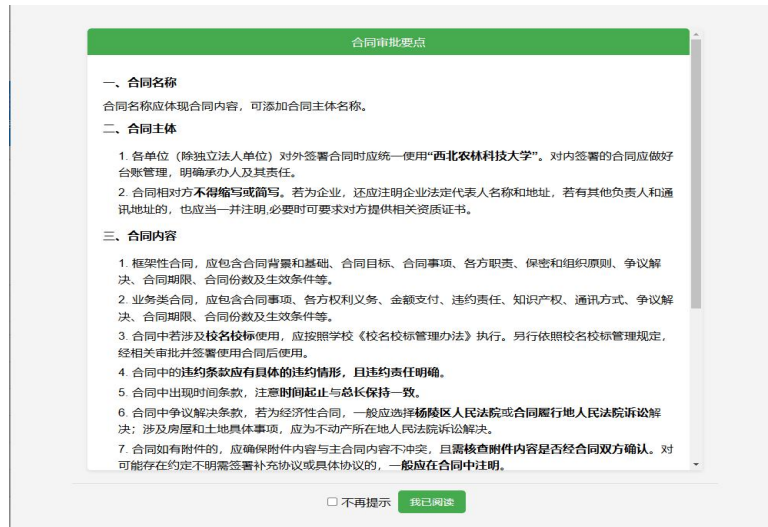 合同审批要点
一、合同名称
合同名称应体现合同内容，可添加合同主体名称。
二、合同主体
1. 各单位（除独立法人单位）对外签署合同时应统一使用“西北农林科技大学”。对内签署的合同应做好
台账管理，明确承办人及其责任。
2. 合同相对方不得缩写或简写。若为企业，还应注明企业法定代表人名称和地址，若有其他负责人和通
讯地址的，也应当一并注明,必要时可要求对方提供相关资质证书。
三、合同内容
1. 框架性合同，应包含合同背景和基础、合同目标、合同事项、各方职责、保密和组织原则、争议解
决、合同期限、合同份数及生效条件等。
2. 业务类合同，应包含合同事项、各方权利义务、金额支付、违约责任、知识产权、通讯方式、争议解
决、合同期限、合同份数及生效条件等。
3. 合同中若涉及校名校标使用，应按照学校《校名校标管理办法》执行。另行依照校名校标管理规定，
经相关审批并签署使用合同后使用。
4. 合同中的违约条款应有具体的违约情形，且违约责任明确。
5. 合同中出现时间条款，注意时间起止与总长保持一致。
6. 合同中争议解决条款，若为经济性合同，一般应选择杨陵区人民法院或合同履行地人民法院诉讼解
决；涉及房屋和土地具体事项，应为不动产所在地人民法院诉讼解决。
7. 合同如有附件的，应确保附件内容与主合同内容不冲突，且需核查附件内容是否经合同双方确认。对
可能存在约定不明需签署补充协议或具体协议的，一般应在合同中注明。
不再提示 我已阅读